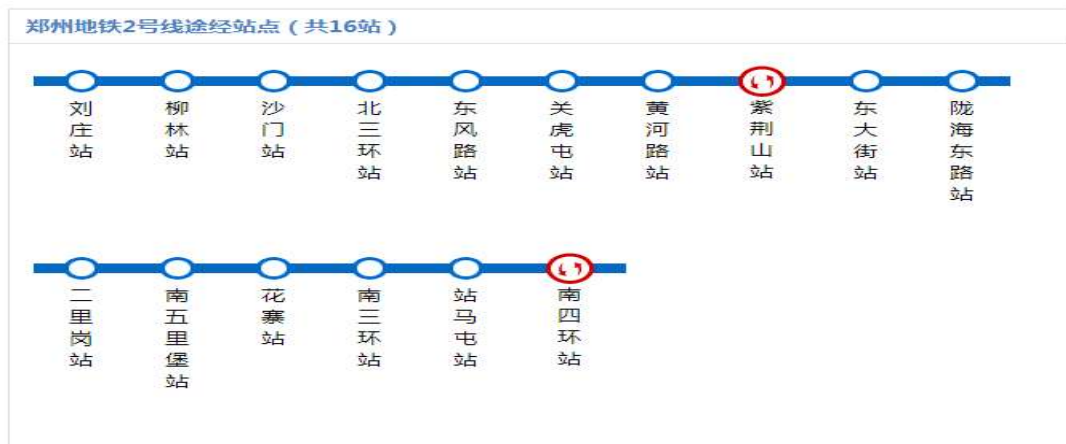 郑州地铁2号线途经站点（共16站）
刘庄站
柳林站
沙门站
北三环站
东风路站
关虎屯站
黄河路站
紫荆山站
东大街站
陇海东路站
二里岗站
南五里堡站
花寨站
南三环站
站马屯站
南四环站